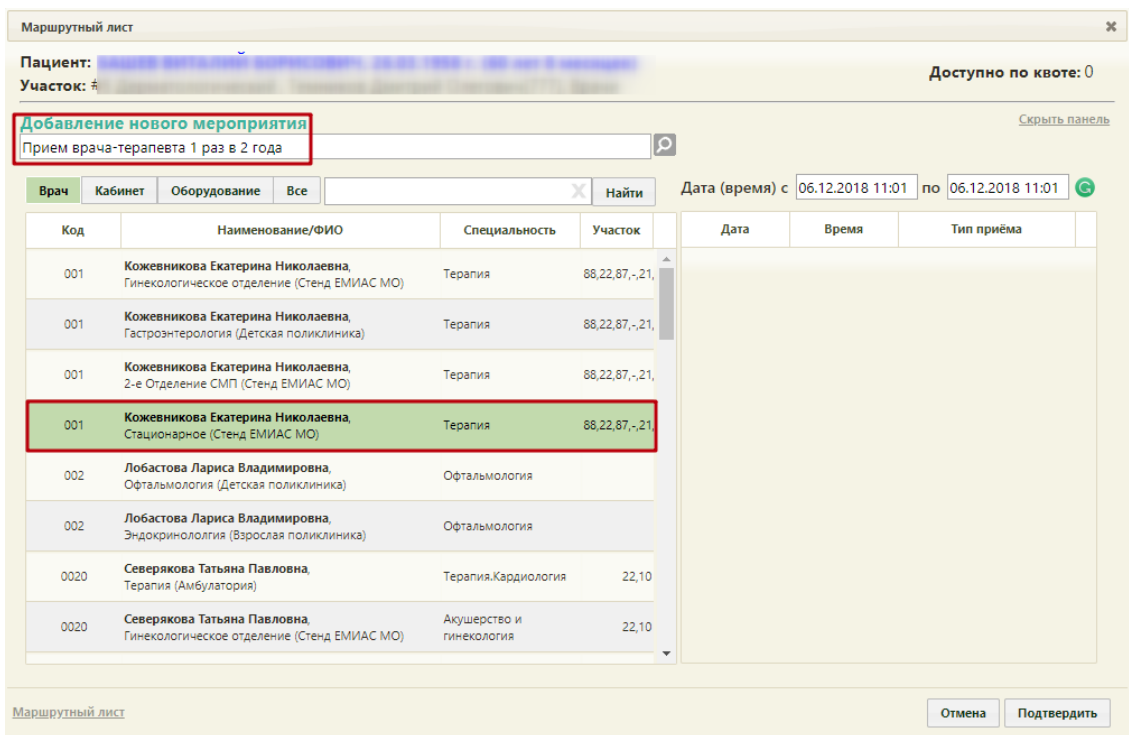 Маршрутный лист
Пациент:
Доступно по квоте: 0
Участок: #
Добавление нового мероприятия
Скрыть панель
Прием врача-терапевта 1 раз в 2 года
Врач Кабинет Оборудование Все Найти Дата (время) с 06.12.2018 11:01 по 06.12.2018 11:01
Код Наименование/ФИО Специальность Участок Дата Время Тип приёма
Кожевникова Екатерина Николаевна,
001 Терапия 88,22,87,-,21,
Гинекологическое отделение (Стенд ЕМИАС МО)
Кожевникова Екатерина Николаевна,
001 Терапия 88,22,87,-,21,
Гастроэнтерология (Детская поликлиника)
Кожевникова Екатерина Николаевна,
001 Терапия 88,22,87,-,21,
2-е Отделение СМП (Стенд ЕМИАС МО)
Кожевникова Екатерина Николаевна,
001 Терапия 88,22,87,-,21,
Стационарное (Стенд ЕМИАС МО)
Лобастова Лариса Владимировна,
002 Офтальмология
Офтальмология (Детская поликлиника)
Лобастова Лариса Владимировна,
002 Офтальмология
Эндокринололгия (Взрослая поликлиника)
Северякова Татьяна Павловна,
0020 Терапия.Кардиология 22,10
Терапия (Амбулатория)
Северякова Татьяна Павловна, Акушерство и
0020 22,10
Гинекологическое отделение (Стенд ЕМИАС МО) гинекология
Маршрутный лист Отмена Подтвердить